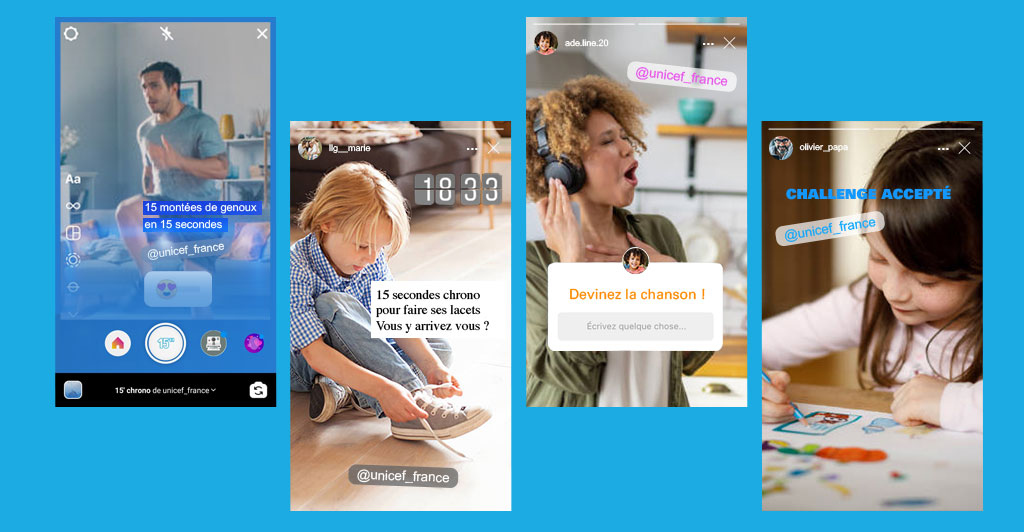 Aa
15 montées de genoux
en 15 secondes
@unicef_france
15"
15' chrono de unicef_france
llg__marie
18 33
15 secondes chrono
pour faire ses lacets
Vous y arrivez vous ?
@unicef_france
ade.line.20
@unicef_france
Devinez la chanson !
Écrivez quelque chose...
olivier_papa
CHALLENGE ACCEPTÉ
@unicef_france